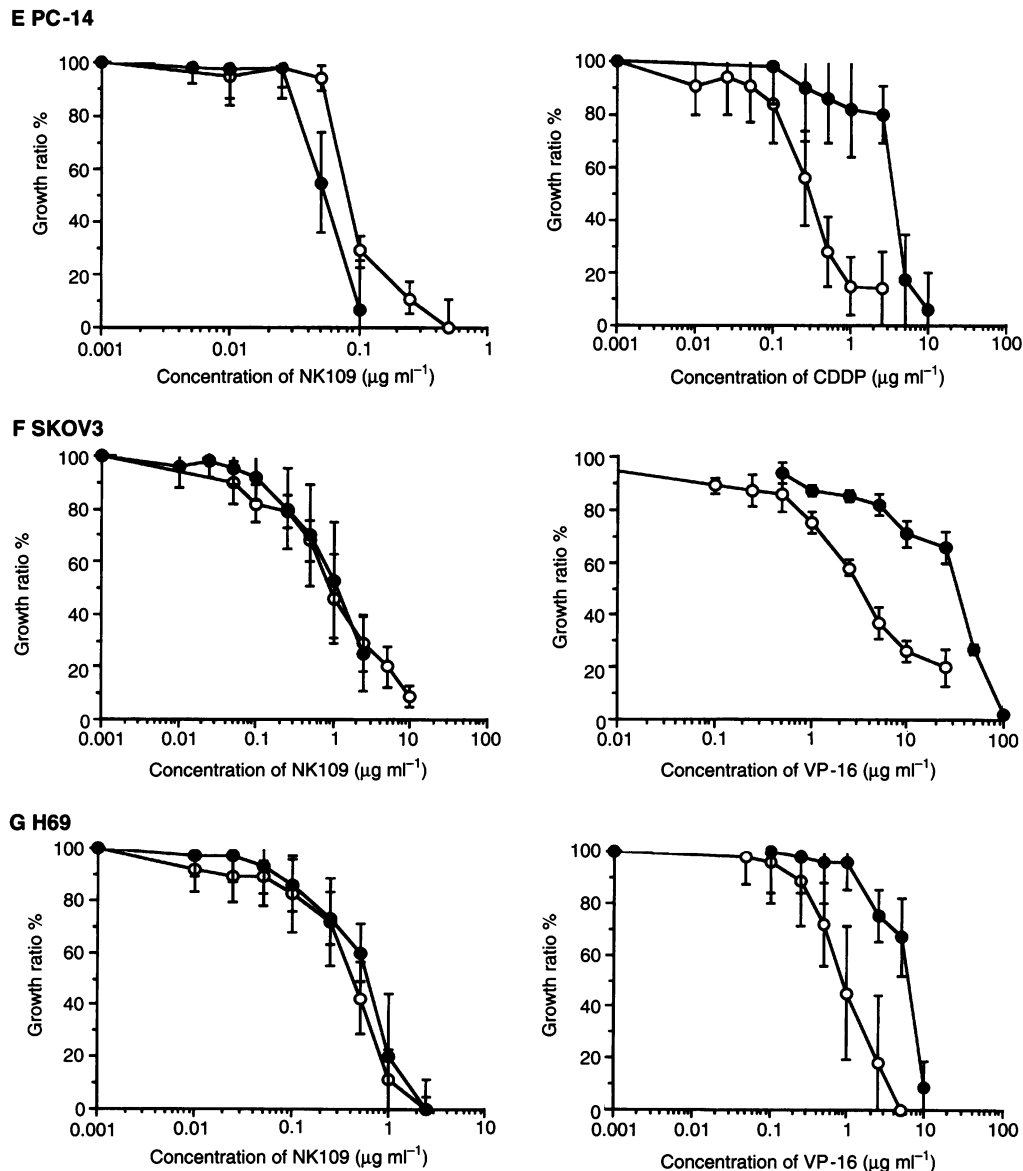 E PC-14
100
80
60
40
20
0
Growth ratio %
0.001 0.01 0.1 1
Concentration of NK109 (μg ml⁻¹)
100
80
60
40
20
0
Growth ratio %
0.001 0.01 0.1 1 10 100
Concentration of CDDP (μg ml⁻¹)
F SKOV3
100
80
60
40
20
0
Growth ratio %
0.001 0.01 0.1 1 10 100
Concentration of NK109 (μg ml⁻¹)
100
80
60
40
20
0
Growth ratio %
0.01 0.1 1 10 100
Concentration of VP-16 (μg ml⁻¹)
G H69
100
80
60
40
20
0
Growth ratio %
0.001 0.01 0.1 1 10
Concentration of NK109 (μg ml⁻¹)
100
80
60
40
20
0
Growth ratio %
0.001 0.01 0.1 1 10 100
Concentration of VP-16 (μg ml⁻¹)